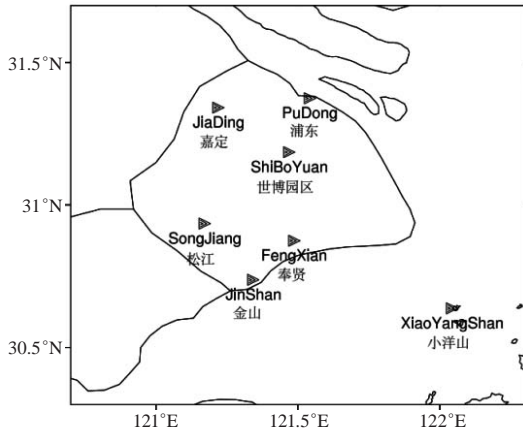 31.5°N
PuDong
浦东
JiaDing
嘉定
ShiBoYuan
世博园区
31°N
SongJiang
松江
FengXian
奉贤
JinShan
金山
XiaoYangShan
小洋山
30.5°N
121°E
121.5°E
122°E